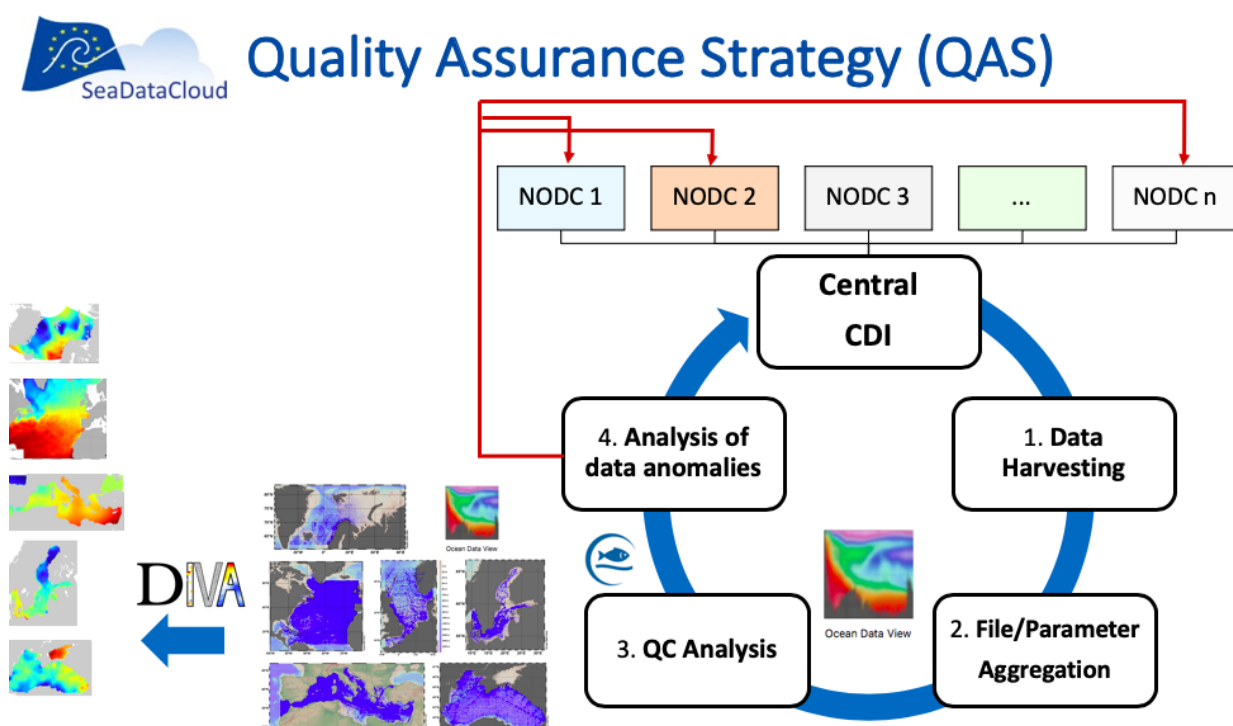 SeaDataCloud
Quality Assurance Strategy (QAS)
NODC 1
NODC 2
NODC 3
...
NODC n
Central
CDI
4. Analysis of
data anomalies
1. Data
Harvesting
Ocean Data View
DIVA
3. QC Analysis
Ocean Data View
2. File/Parameter
Aggregation